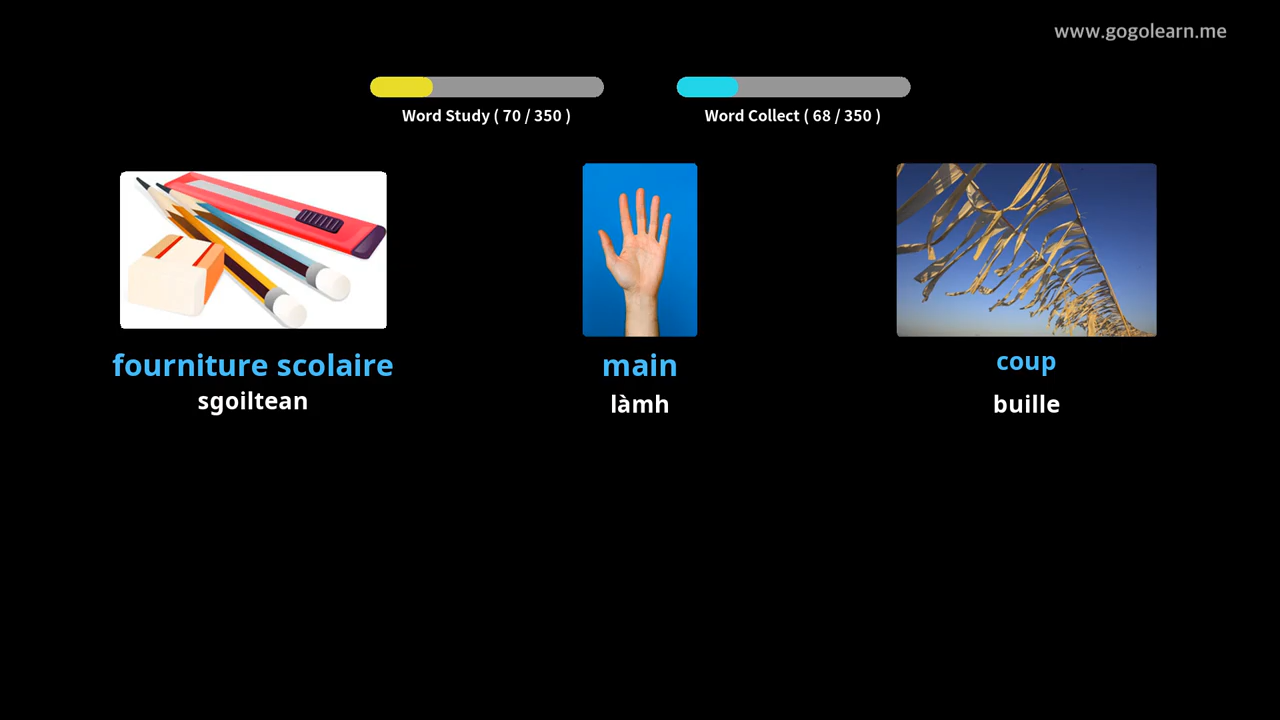 www.gogolearn.me
Word Study ( 70 / 350 )
Word Collect ( 68 / 350 )
fourniture scolaire
sgoiltean
main
làmh
coup
buille